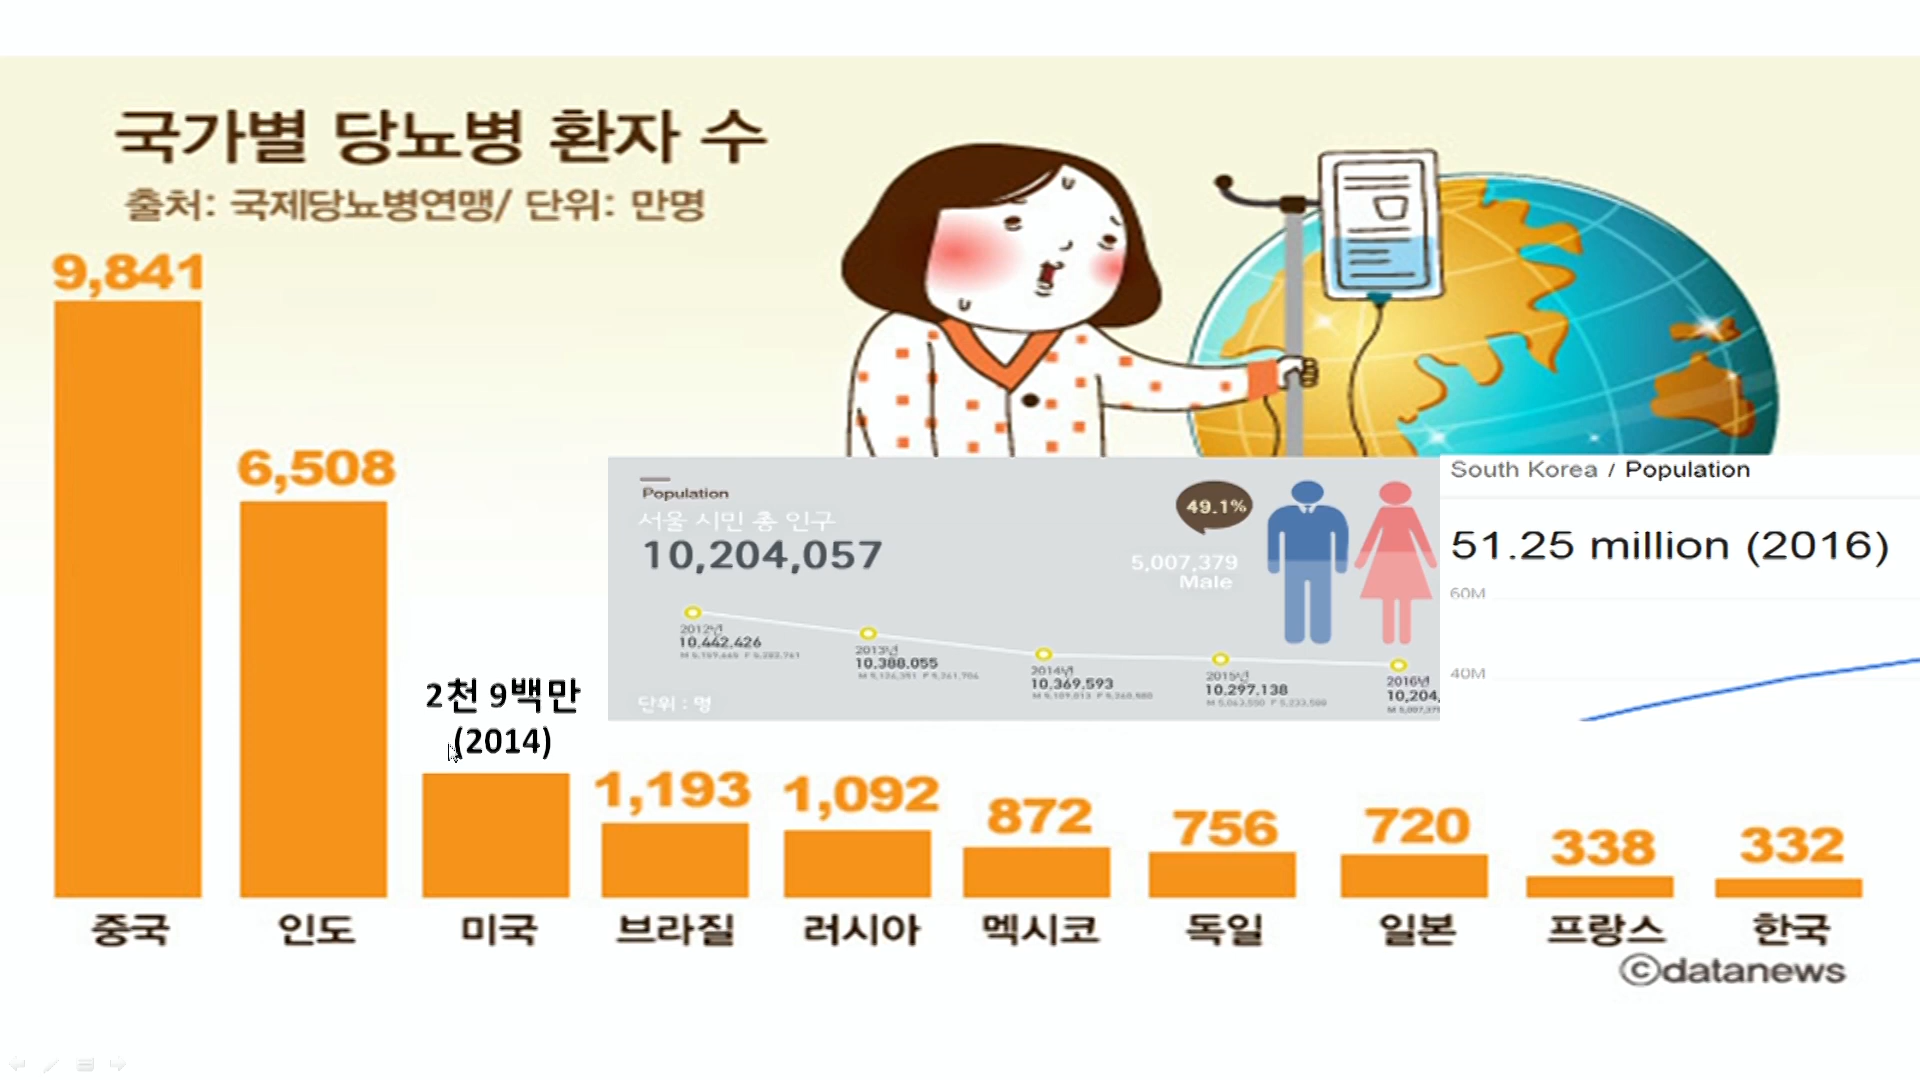 국가별 당뇨병 환자 수
출처: 국제당뇨병연맹/ 단위: 만명
9,841
6,508
2천 9백만
(2014)
1,193
1,092
872
756
720
338
332
중국
인도
미국
브라질
러시아
멕시코
독일
일본
프랑스
한국
ⓒdatanews
Population
서울 시민 총 인구
10,204,057
49.1%
5,007,379
Male
2012년
10,442,426
2013년
10.388.055
2014년
10,369,593
2015년
10,297,138
2016년
10,204,
단위 : 명
South Korea / Population
51.25 million (2016)
60M
40M